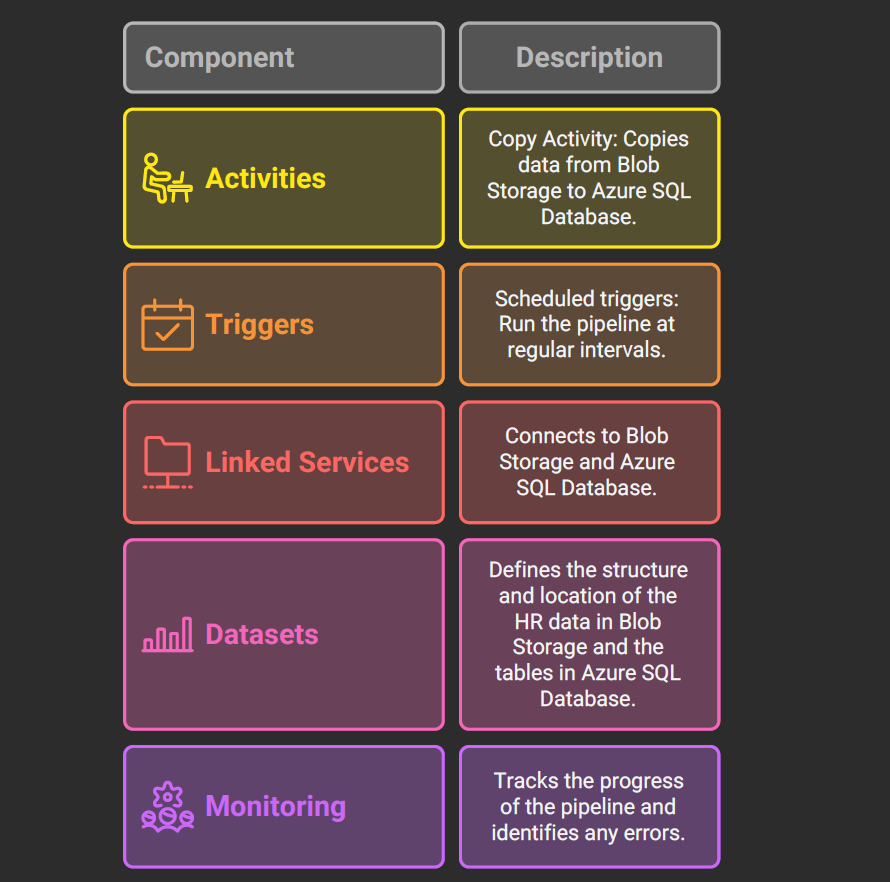 Component
Description
Activities
Copy Activity: Copies
data from Blob
Storage to Azure SQL
Database.
Triggers
Scheduled triggers:
Run the pipeline at
regular intervals.
Linked Services
Connects to Blob
Storage and Azure
SQL Database.
Datasets
Defines the structure
and location of the
HR data in Blob
Storage and the
tables in Azure SQL
Database.
Monitoring
Tracks the progress
of the pipeline and
identifies any errors.